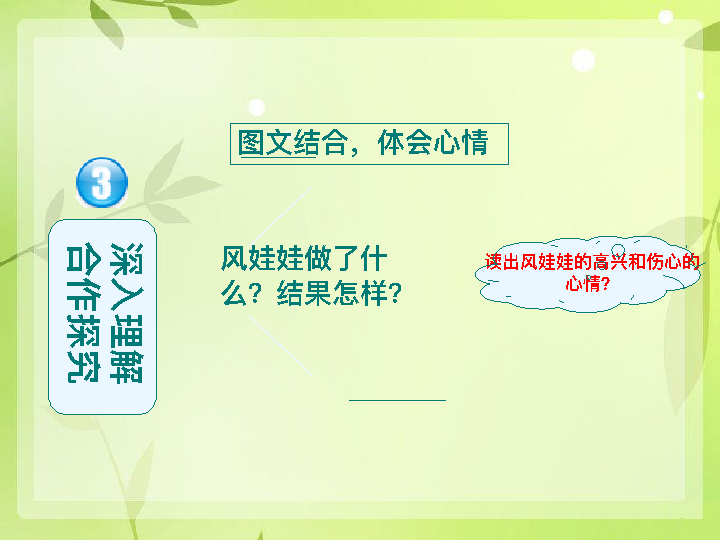 图文结合，体会心情
3
深入理解
合作探究
风娃娃做了什
么？结果怎样？
读出风娃娃的高兴和伤心的
心情？